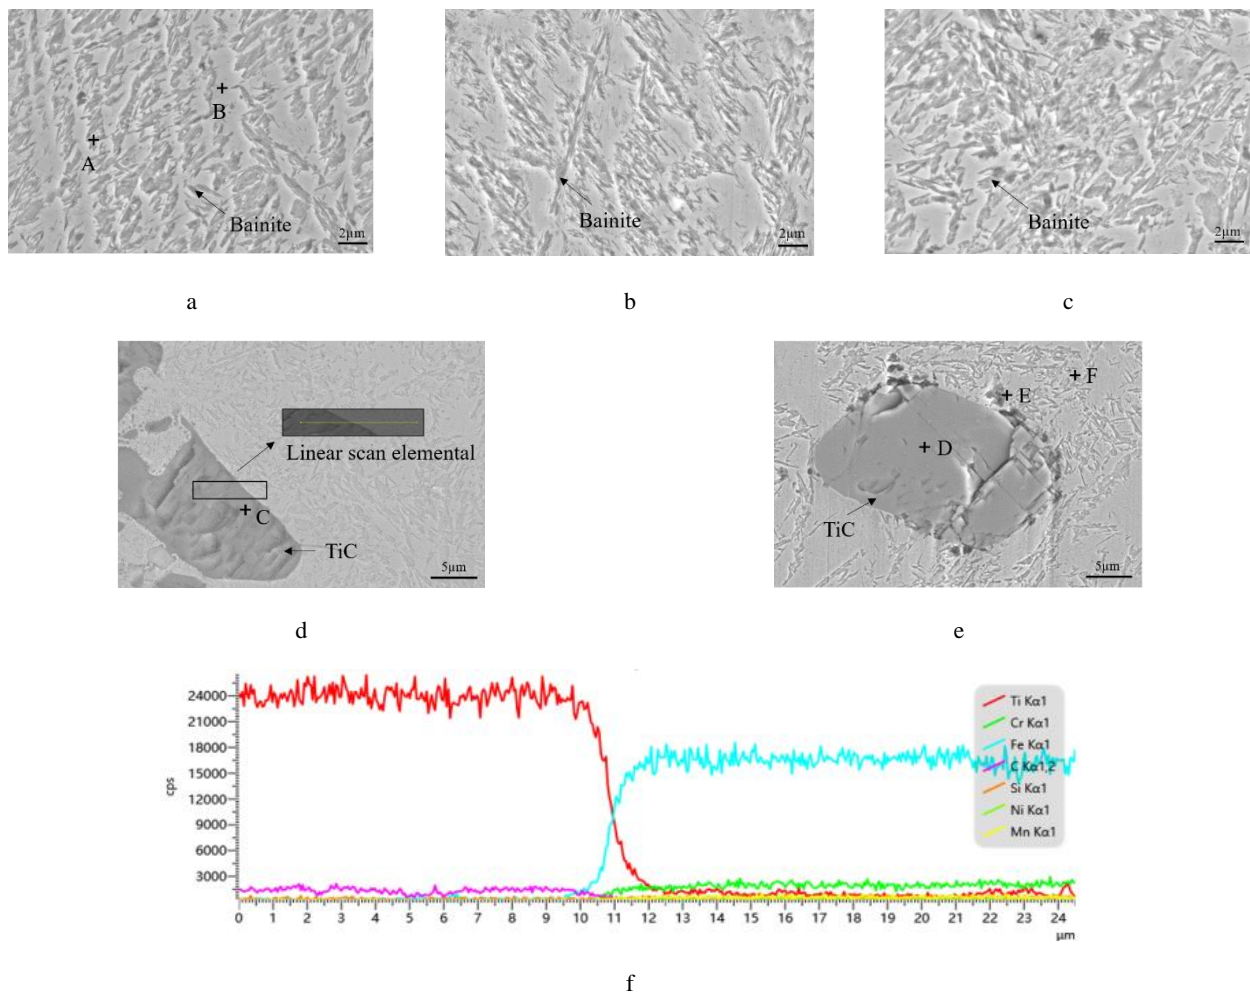 B
A
Bainite
2µm
Bainite
2µm
Bainite
2µm
a
b
c
Linear scan elemental
C
TiC
5µm
F
E
D
TiC
5µm
d
e
24000
21000
18000
15000
12000
9000
6000
3000
cps
Ti Kα1
Cr Kα1
Fe Kα1
C Kα1,2
Si Kα1
Ni Kα1
Mn Kα1
0 1 2 3 4 5 6 7 8 9 10 11 12 13 14 15 16 17 18 19 20 21 22 23 24
µm
f